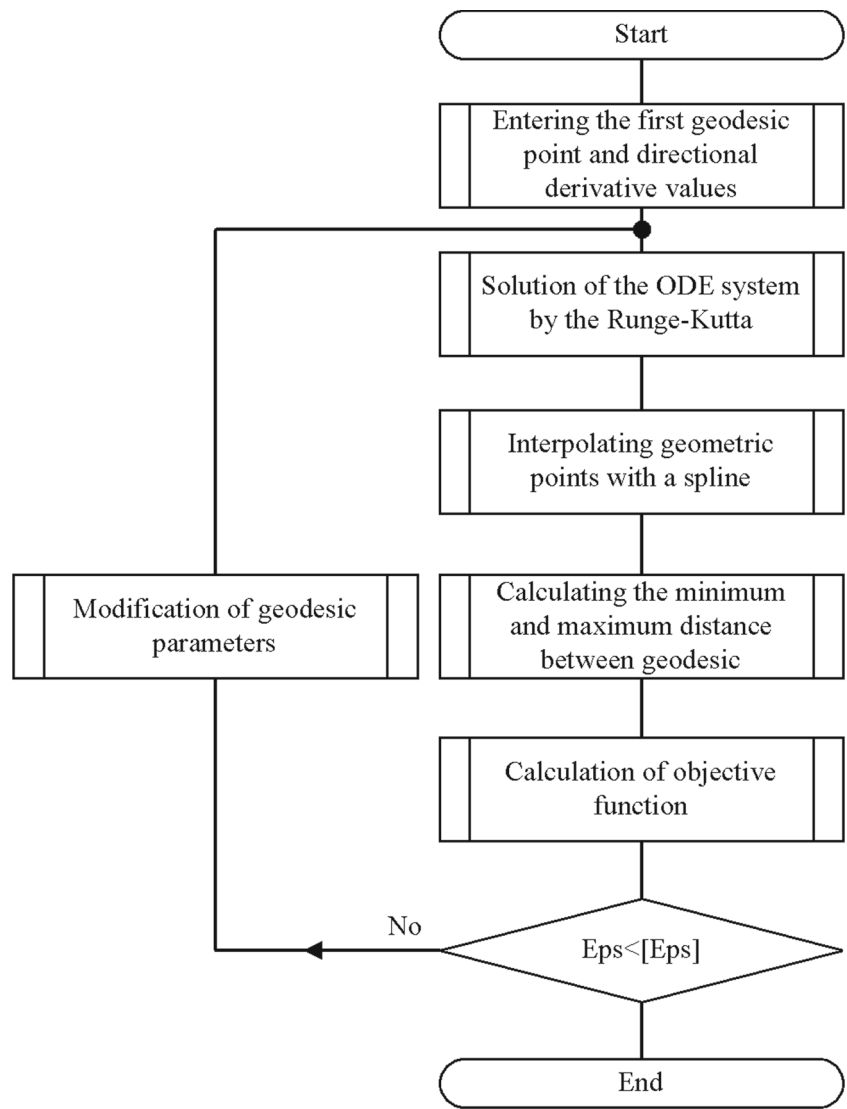 Start
Entering the first geodesic
point and directional
derivative values
Solution of the ODE system
by the Runge-Kutta
Interpolating geometric
points with a spline
Modification of geodesic
parameters
Calculating the minimum
and maximum distance
between geodesic
Calculation of objective
function
No
Eps<[Eps]
End